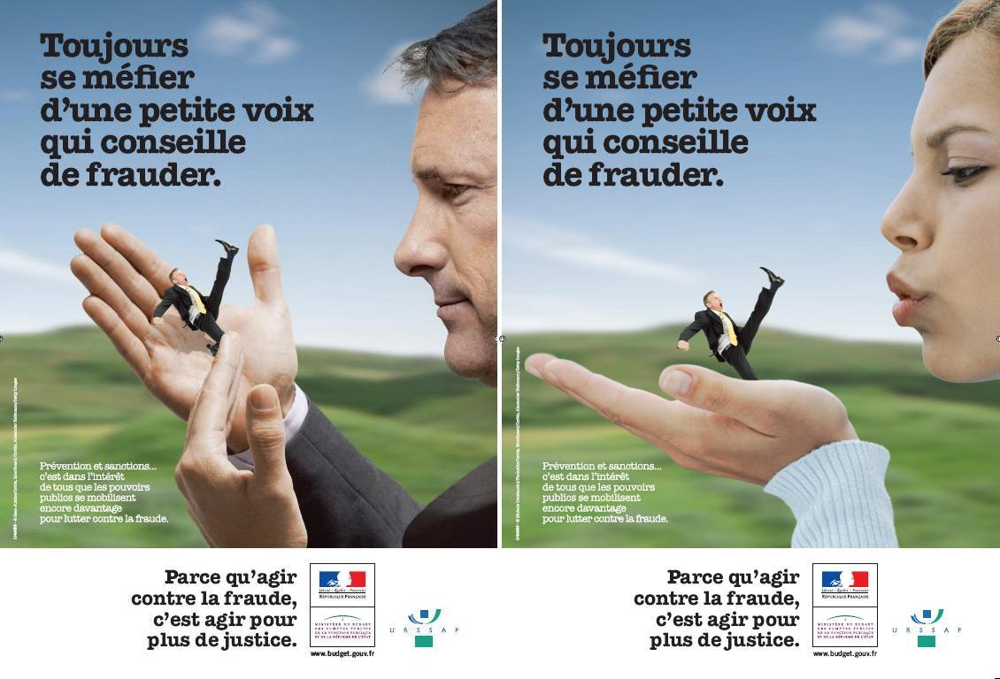 Toujours
se méfier
d'une petite voix
qui conseille
de frauder.
Prévention et sanctions...
c'est dans l'intérêt
de tous que les pouvoirs
publics se mobilisent
encore davantage
pour lutter contre la fraude.
Parce qu'agir
contre la fraude,
c'est agir pour
plus de justice.
Liberté • Égalité • Fraternité
RÉPUBLIQUE FRANÇAISE
MINISTÈRE DU BUDGET
DES COMPTES PUBLICS
DE LA FONCTION PUBLIQUE
ET DE LA RÉFORME DE L'ÉTAT
www.budget.gouv.fr
URSSAF
Toujours
se méfier
d'une petite voix
qui conseille
de frauder.
Prévention et sanctions...
c'est dans l'intérêt
de tous que les pouvoirs
publics se mobilisent
encore davantage
pour lutter contre la fraude.
Parce qu'agir
contre la fraude,
c'est agir pour
plus de justice.
Liberté • Égalité • Fraternité
RÉPUBLIQUE FRANÇAISE
MINISTÈRE DU BUDGET
DES COMPTES PUBLICS
DE LA FONCTION PUBLIQUE
ET DE LA RÉFORME DE L'ÉTAT
www.budget.gouv.fr
URSSAF